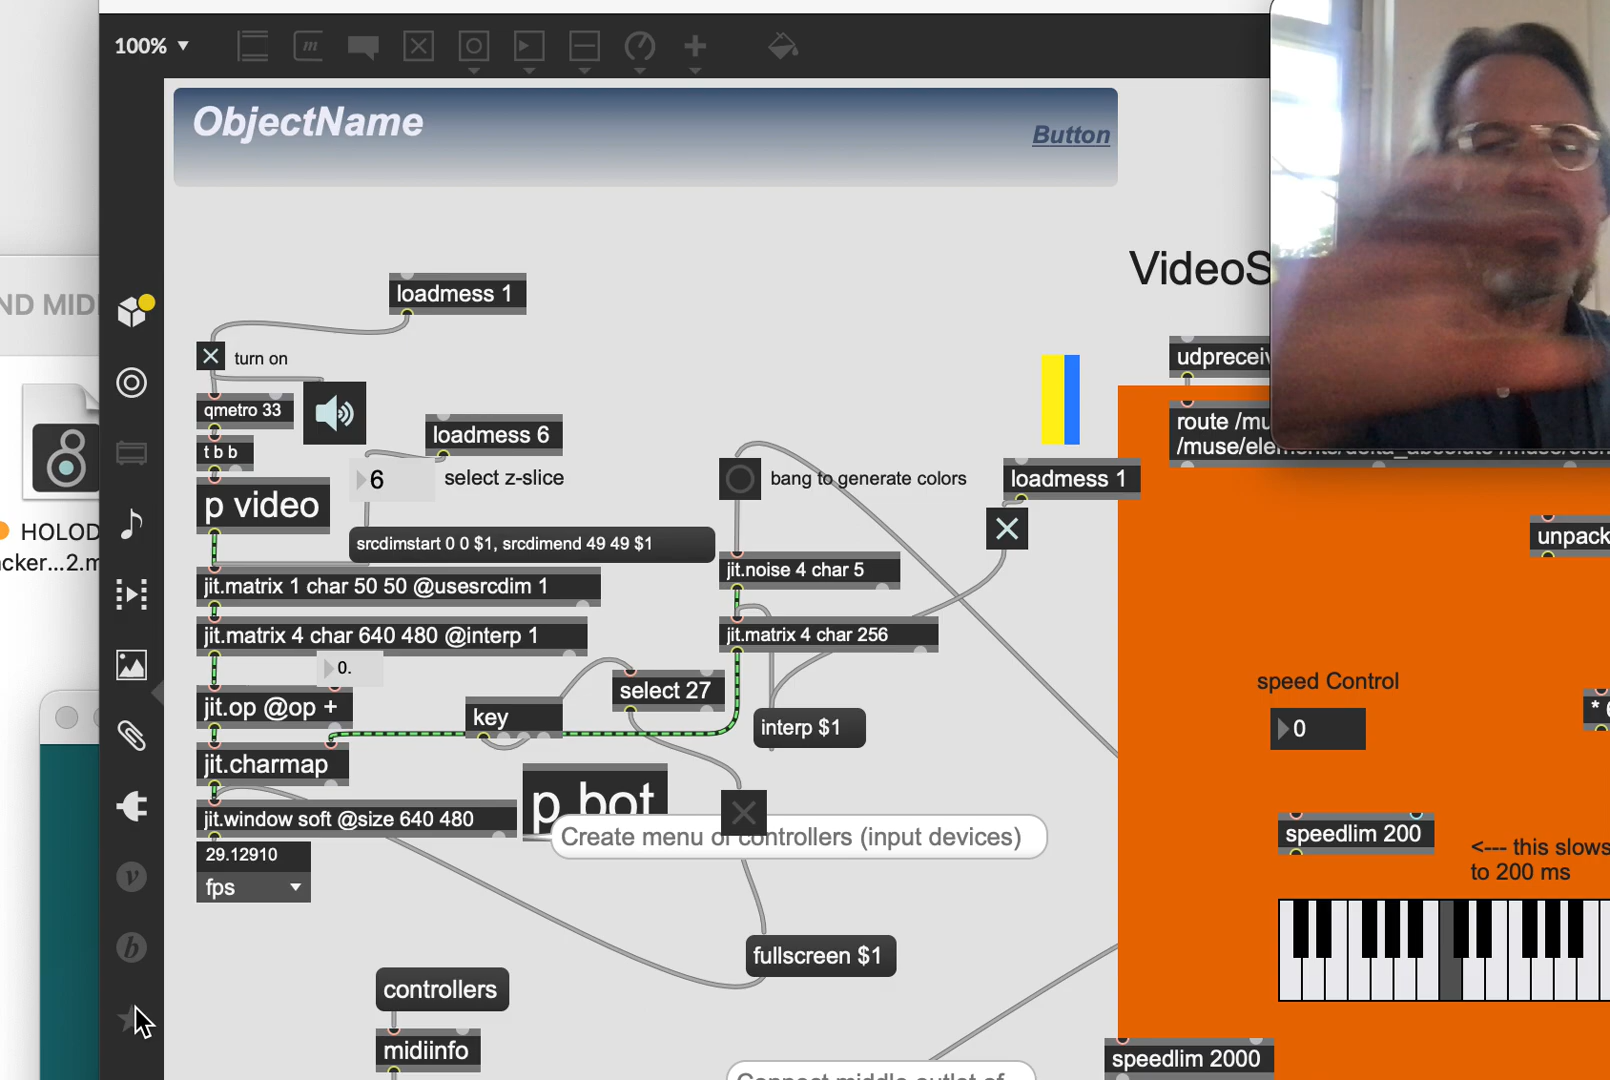 100%
ObjectName
Button
ND MIDI
VideoS
loadmess 1
turn on
udpreceiv
qmetro 33
t b b
loadmess 6
route /mu
p video
6
select z-slice
bang to generate colors
loadmess 1
HOLOD
cker...2.m
srcdimstart 0 0 $1, srcdimend 49 49 $1
unpack
jit.matrix 1 char 50 50 @usesrcdim 1
jit.noise 4 char 5
jit.matrix 4 char 640 480 @interp 1
jit.matrix 4 char 256
0.
select 27
speed Control
jit.op @op +
key
interp $1
0
*
jit.charmap
p bot
jit.window soft @size 640 480
Create menu of controllers (input devices)
speedlim 200
29.12910
<--- this slows
to 200 ms
fps
fullscreen $1
controllers
midiinfo
speedlim 2000